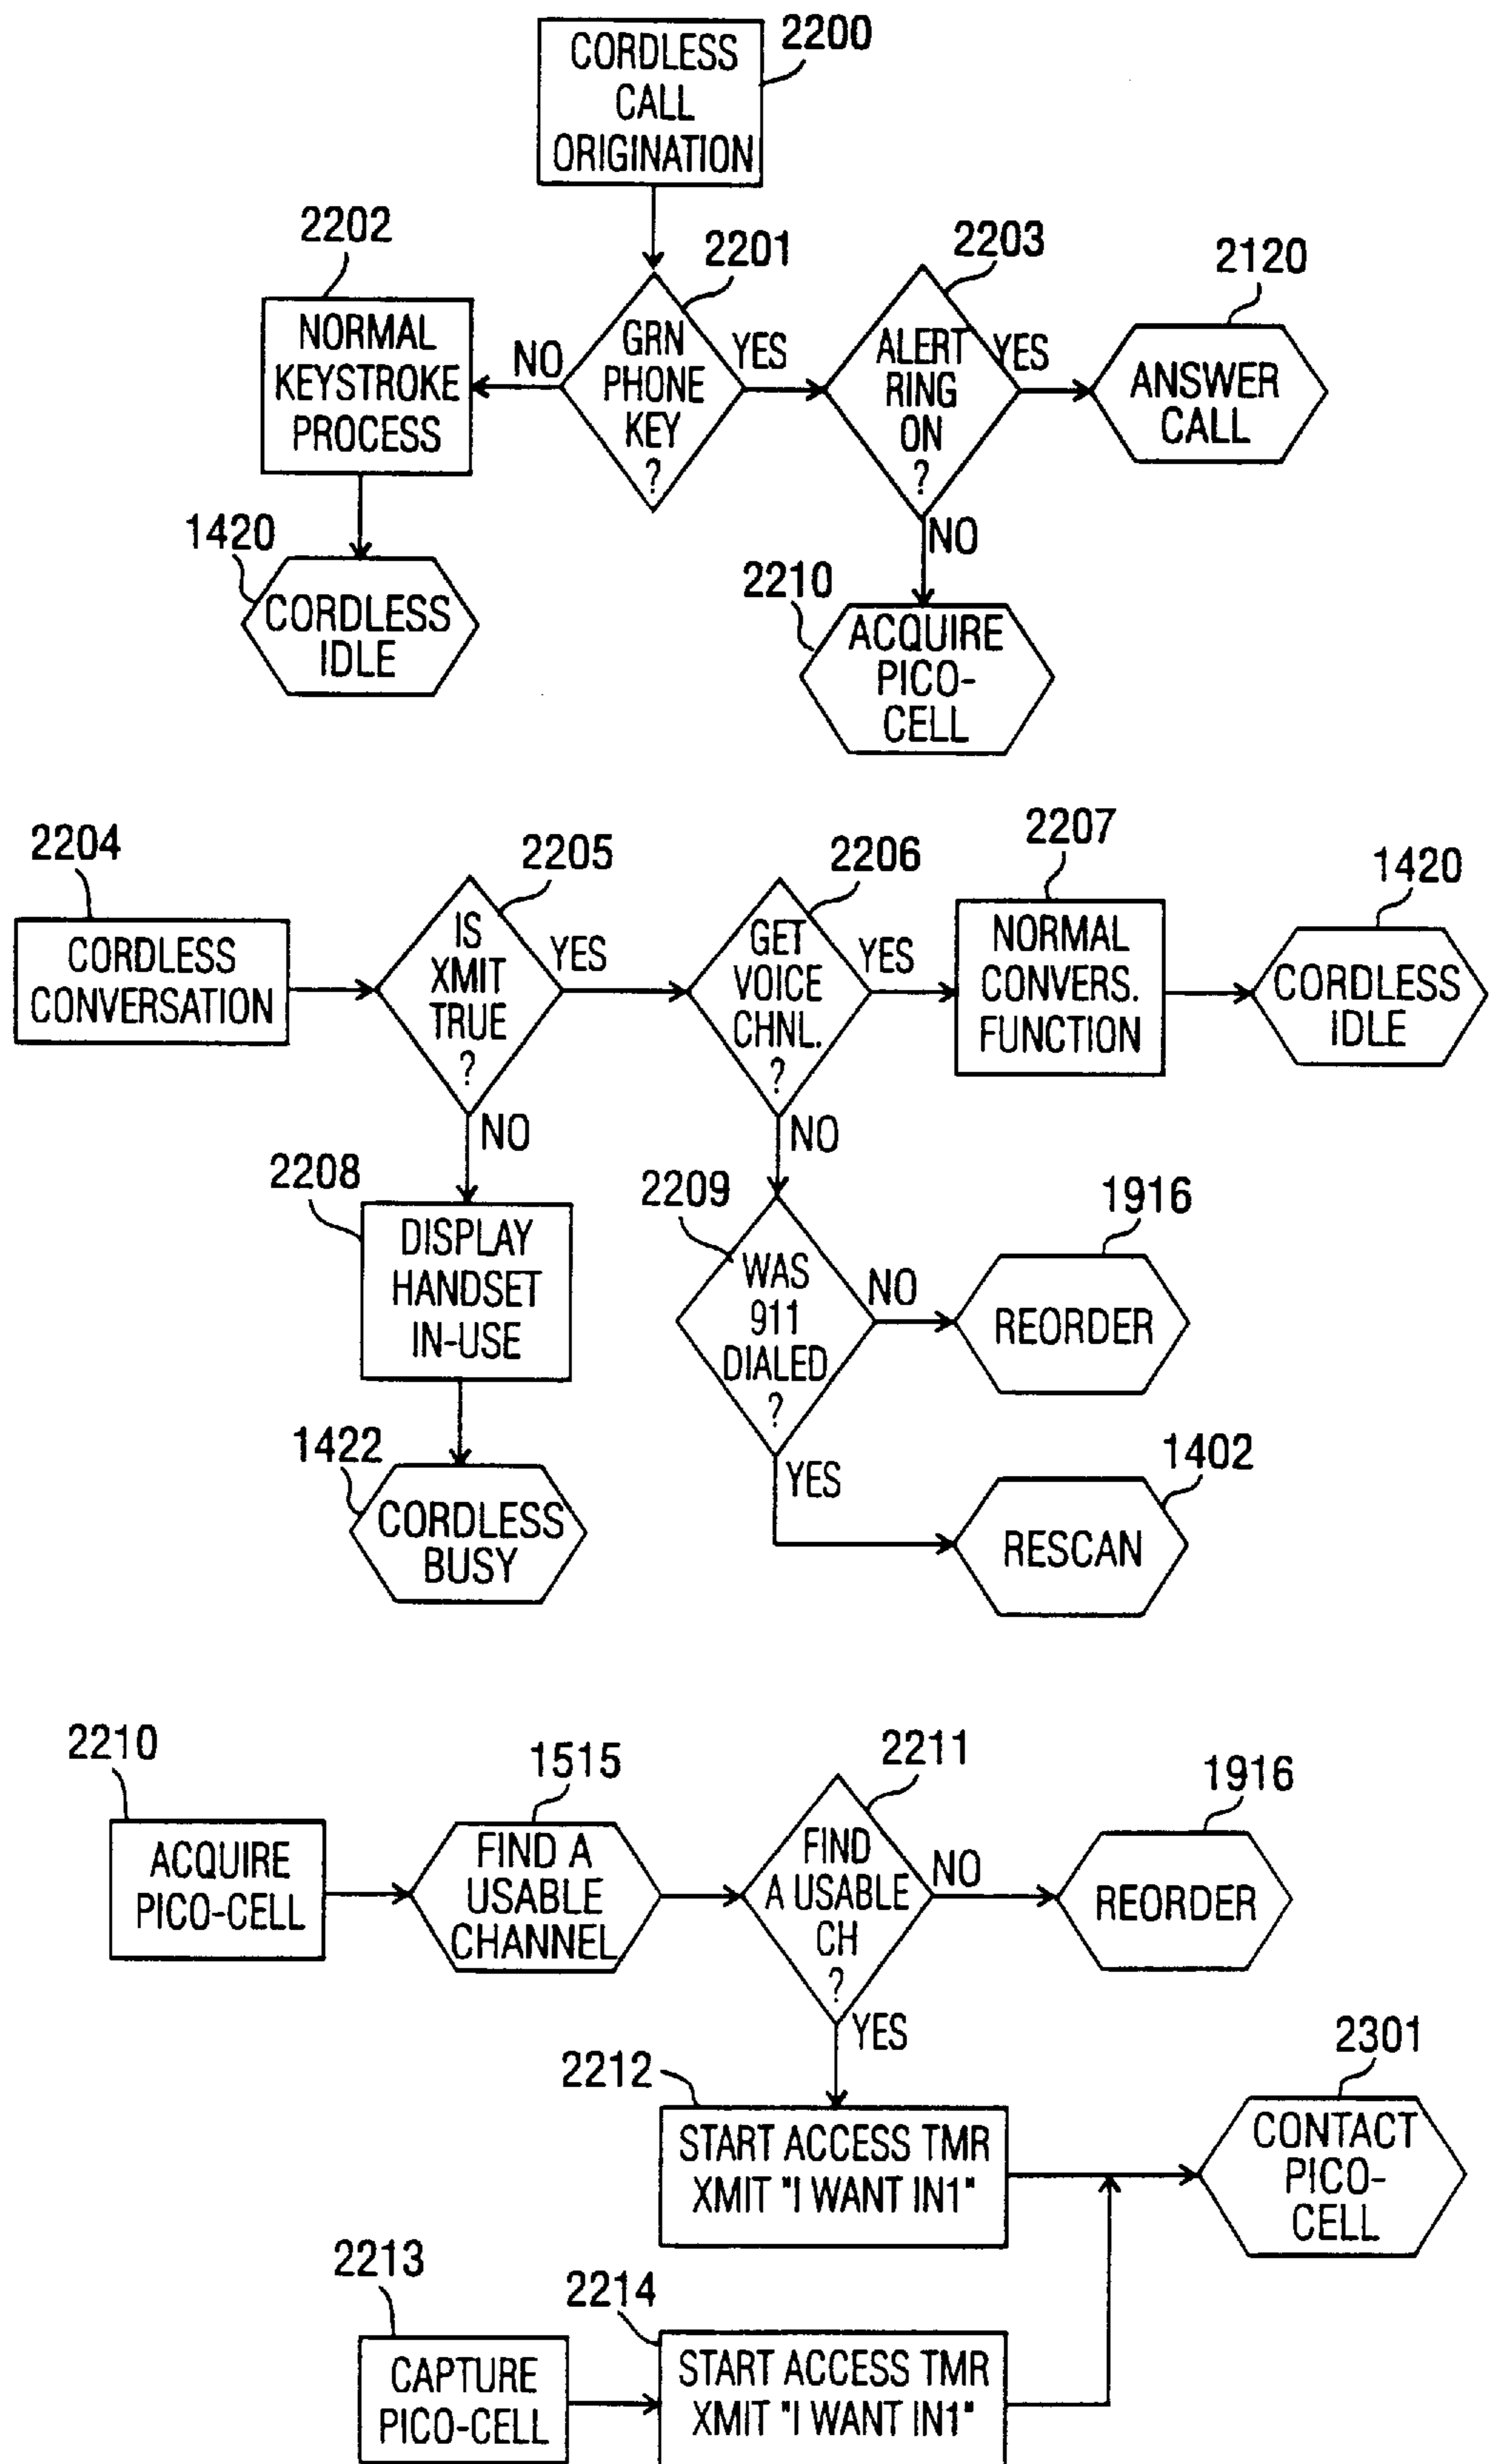 2200
CORDLESS
CALL
ORIGINATION
2202
2201
2203
2120
NORMAL
KEYSTROKE
PROCESS
NO
GRN
PHONE
KEY
?
YES
ALERT
RING
ON
?
YES
ANSWER
CALL
1420
CORDLESS
IDLE
NO
2210
ACQUIRE
PICO-
CELL
2204
2205
2206
2207
1420
CORDLESS
CONVERSATION
IS
XMIT
TRUE
?
YES
GET
VOICE
CHNL.
?
YES
NORMAL
CONVERS.
FUNCTION
CORDLESS
IDLE
NO
NO
2208
DISPLAY
HANDSET
IN-USE
2209
WAS
911
DIALED
?
NO
1916
REORDER
1422
CORDLESS
BUSY
YES
1402
RESCAN
2210
1515
2211
1916
ACQUIRE
PICO-CELL
FIND A
USABLE
CHANNEL
FIND
A USABLE
CH
?
NO
REORDER
YES
2212
START ACCESS TMR
XMIT "I WANT IN1"
2301
CONTACT
PICO-
CELL
2213
CAPTURE
PICO-CELL
2214
START ACCESS TMR
XMIT "I WANT IN1"